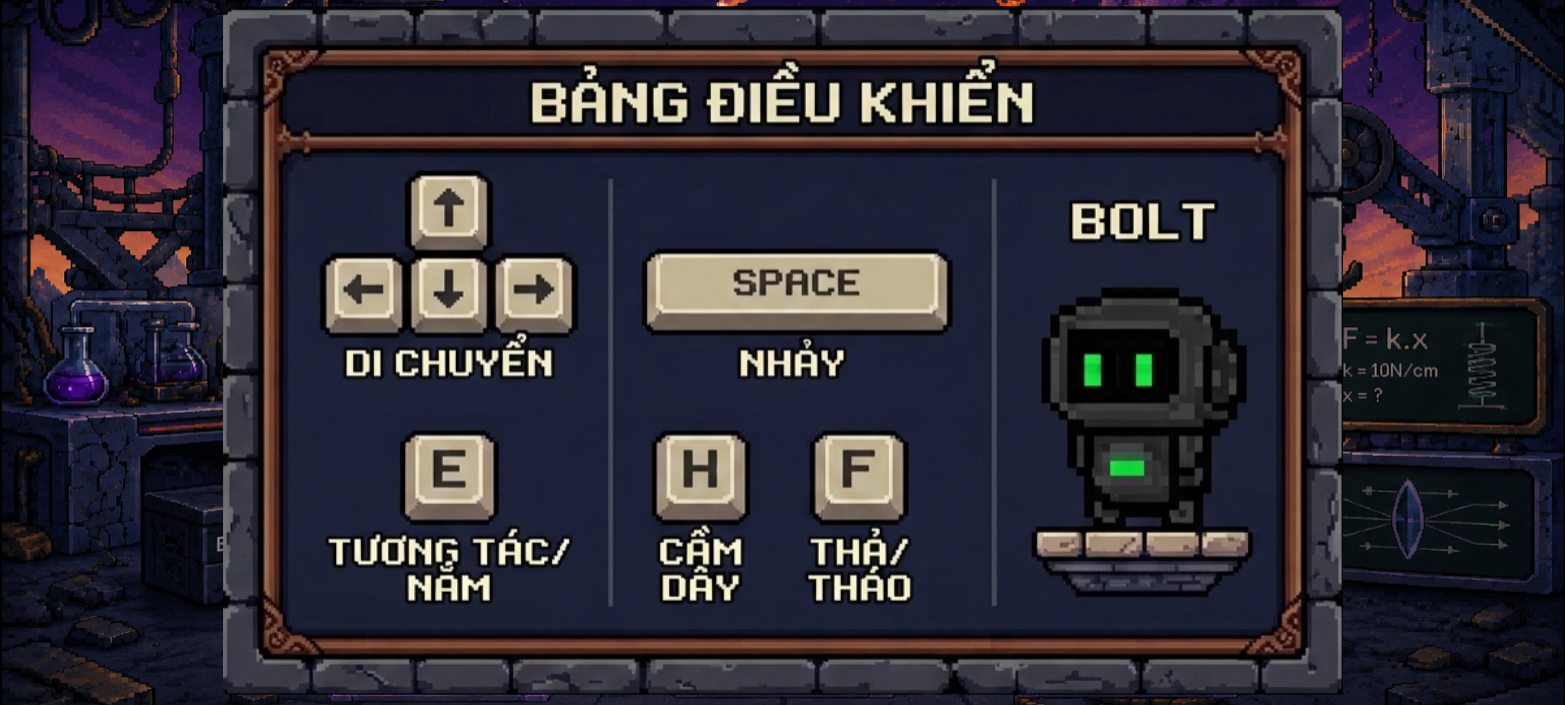 BẢNG ĐIỀU KHIỂN
↑
← ↓ →
DI CHUYỂN
E
TƯƠNG TÁC/
NẮM
SPACE
NHẢY
H
CẦM
DÂY
F
THẢ/
THÁO
BOLT
F = k.x
k = 10N/cm
x = ?